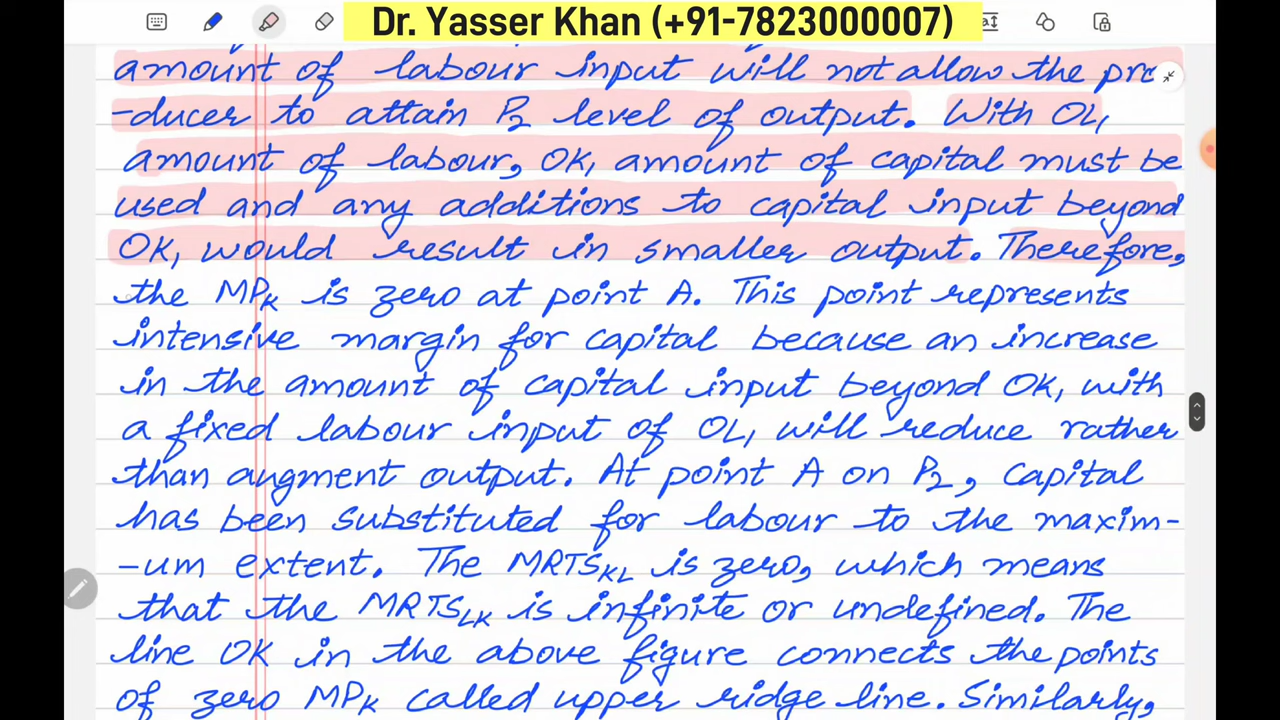 Dr. Yasser Khan (+91-7823000007)
amount of labour input will not allow the pro
-ducer to attain P2 level of output. With OL,
amount of labour, OK, amount of capital must be
used and any additions to capital input beyond
OK, would result in smaller output. Therefore,
the MPK is zero at point A. This point represents
intensive margin for capital because an increase
in the amount of capital input beyond OK, with
a fixed labour input of OL, will reduce rather
than augment output. At point A on P2, capital
has been substituted for labour to the maxim-
-um extent. The MRTSKL is zero, which means
that the MRTSLK is infinite or undefined. The
line OK in the above figure connects the points
of zero MPK called upper ridge line. Similarly,